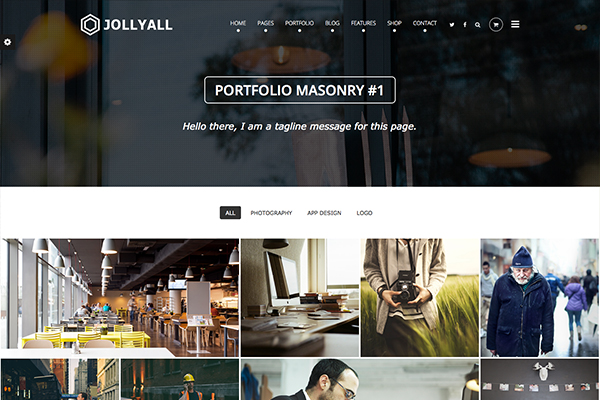 JOLLYALL
HOME PAGES PORTFOLIO BLOG FEATURES SHOP CONTACT
PORTFOLIO MASONRY #1
Hello there, I am a tagline message for this page.
ALL PHOTOGRAPHY APP DESIGN LOGO